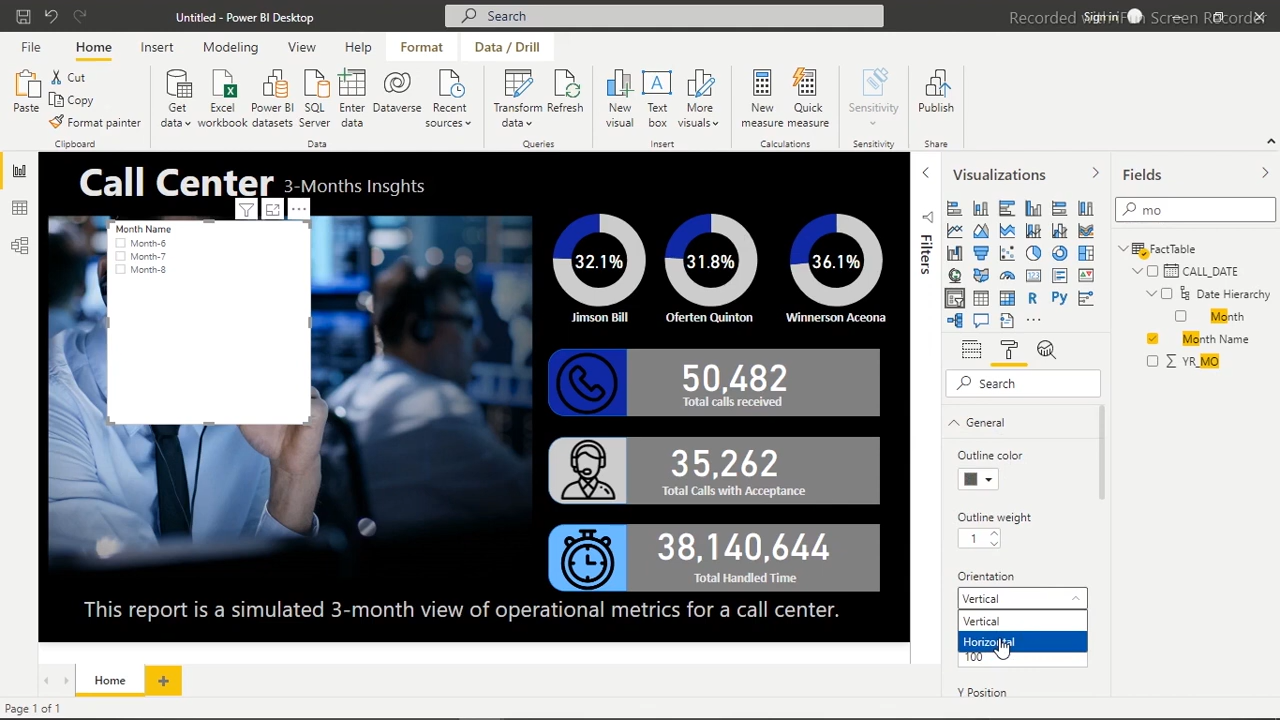 Untitled - Power BI Desktop
Search
Sign in
Recorded with iFun Screen Recorder
File
Home
Insert
Modeling
View
Help
Format
Data / Drill
Paste
Cut
Copy
Format painter
Clipboard
Get data
Excel workbook
Power BI datasets
SQL Server
Enter data
Dataverse
Recent sources
Data
Transform data
Refresh
Queries
New visual
Text box
More visuals
Insert
New measure
Quick measure
Calculations
Sensitivity
Sensitivity
Publish
Share
Call Center 3-Months Insghts
Month Name
Month-6
Month-7
Month-8
32.1%
31.8%
36.1%
Jimson Bill
Oferten Quinton
Winnerson Aceona
50,482
Total calls received
35,262
Total Calls with Acceptance
38,140,644
Total Handled Time
This report is a simulated 3-month view of operational metrics for a call center.
Filters
Visualizations
R
Py
123
Search
General
Outline color
Outline weight
1
Orientation
Vertical
Vertical
Horizontal
100
Y Position
Fields
mo
FactTable
CALL_DATE
Date Hierarchy
Month
Month Name
YR_MO
Home
Page 1 of 1